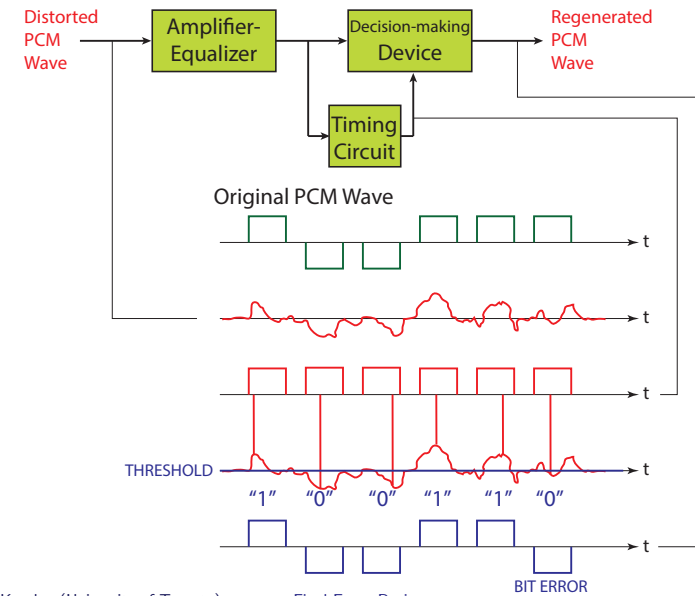 Distorted
PCM
Wave
Amplifier-
Equalizer
Decision-making
Device
Regenerated
PCM
Wave
Timing
Circuit
Original PCM Wave
t
t
t
THRESHOLD
t
“1” “0” “0” “1” “1” “0”
t
BIT ERROR